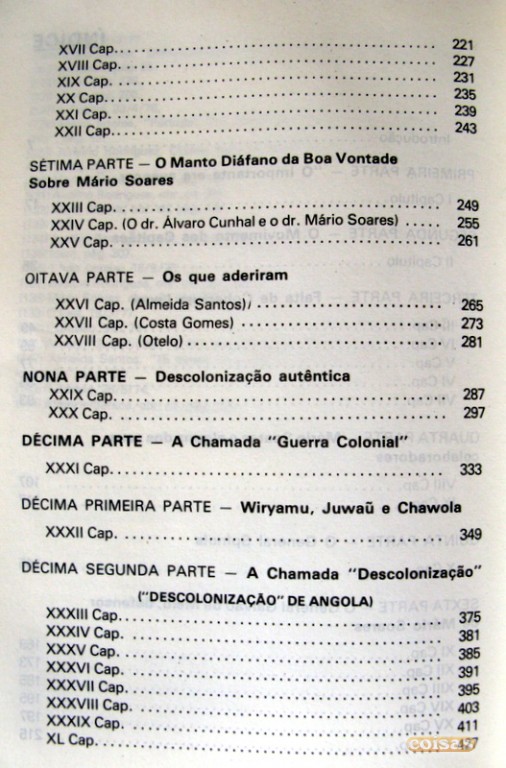 XVII Cap. 221
XVIII Cap. 227
XIX Cap. 231
XX Cap. 235
XXI Cap. 239
XXII Cap. 243
SÉTIMA PARTE — O Manto Diáfano da Boa Vontade
Sobre Mário Soares
XXIII Cap. 249
XXIV Cap. (O dr. Álvaro Cunhal e o dr. Mário Soares) 255
XXV Cap. 261
OITAVA PARTE — Os que aderiram
XXVI Cap. (Almeida Santos) 265
XXVII Cap. (Costa Gomes) 273
XXVIII Cap. (Otelo) 281
NONA PARTE — Descolonização autêntica
XXIX Cap. 287
XXX Cap. 297
DÉCIMA PARTE — A Chamada "Guerra Colonial"
XXXI Cap. 333
DÉCIMA PRIMEIRA PARTE — Wiryamu, Juwaũ e Chawola
XXXII Cap. 349
DÉCIMA SEGUNDA PARTE — A Chamada "Descolonização"
("DESCOLONIZAÇÃO" DE ANGOLA)
XXXIII Cap. 375
XXXIV Cap. 381
XXXV Cap. 385
XXXVI Cap. 391
XXXVII Cap. 395
XXXVIII Cap. 403
XXXIX Cap. 411
XL Cap. 427